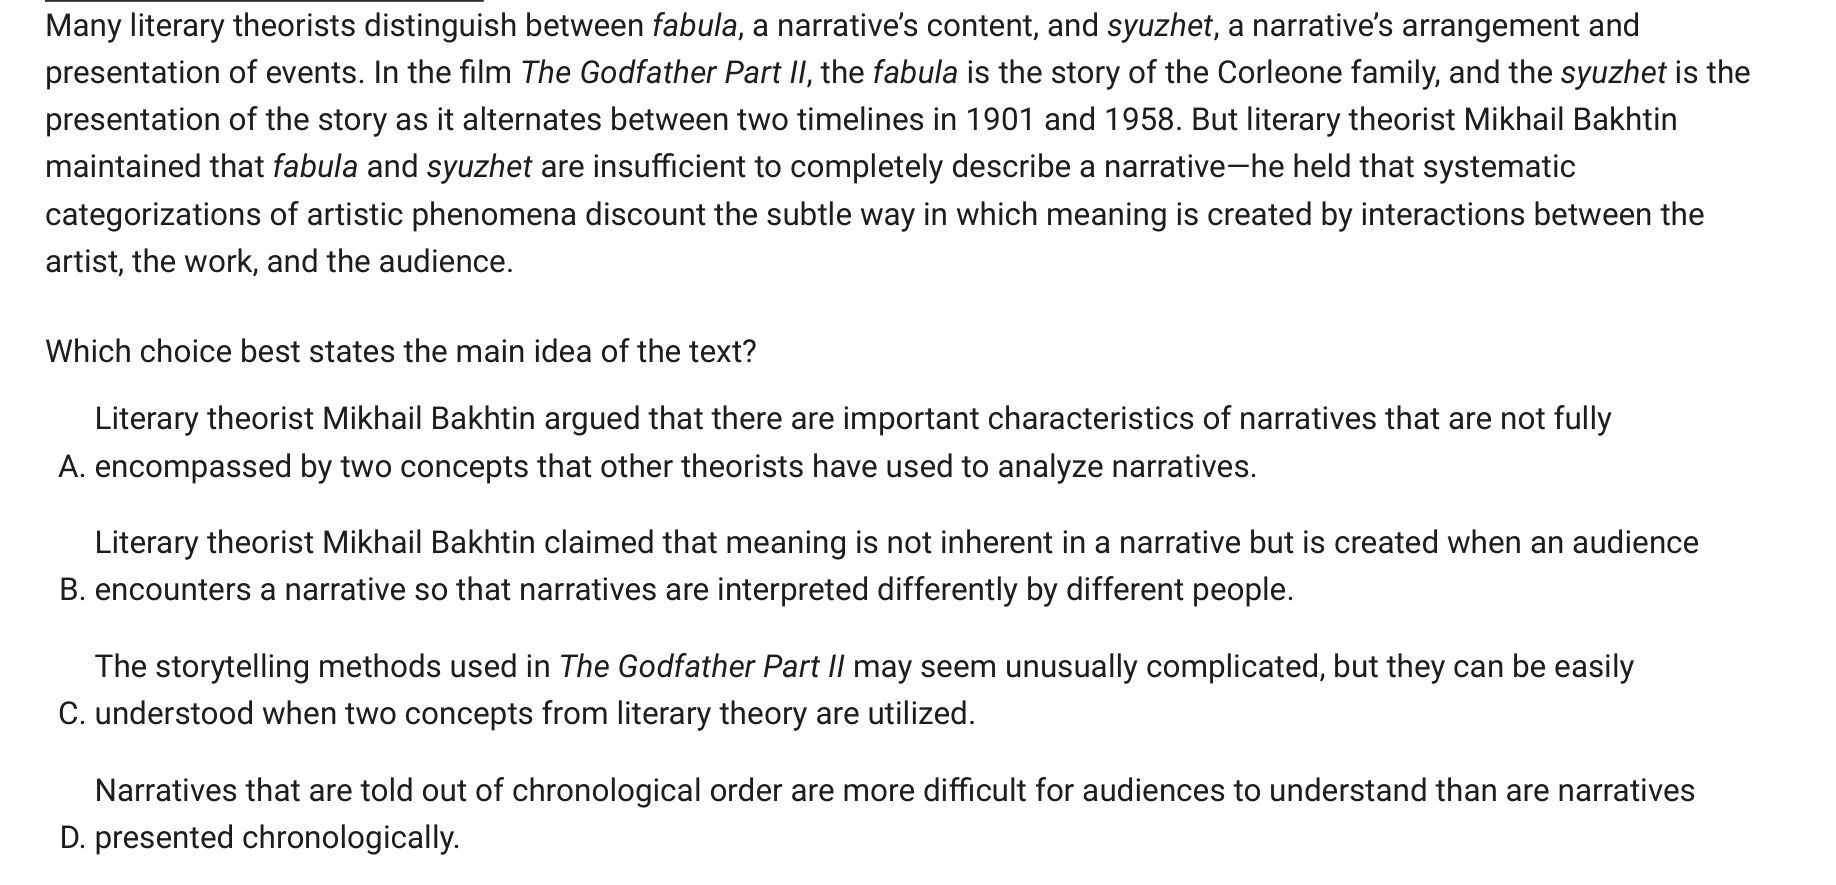 Many literary theorists distinguish between fabula, a narrative’s content, and syuzhet, a narrative’s arrangement and
presentation of events. In the film The Godfather Part II, the fabula is the story of the Corleone family, and the syuzhet is the
presentation of the story as it alternates between two timelines in 1901 and 1958. But literary theorist Mikhail Bakhtin
maintained that fabula and syuzhet are insufficient to completely describe a narrative—he held that systematic
categorizations of artistic phenomena discount the subtle way in which meaning is created by interactions between the
artist, the work, and the audience.
Which choice best states the main idea of the text?
Literary theorist Mikhail Bakhtin argued that there are important characteristics of narratives that are not fully
A. encompassed by two concepts that other theorists have used to analyze narratives.
Literary theorist Mikhail Bakhtin claimed that meaning is not inherent in a narrative but is created when an audience
B. encounters a narrative so that narratives are interpreted differently by different people.
The storytelling methods used in The Godfather Part II may seem unusually complicated, but they can be easily
C. understood when two concepts from literary theory are utilized.
Narratives that are told out of chronological order are more difficult for audiences to understand than are narratives
D. presented chronologically.